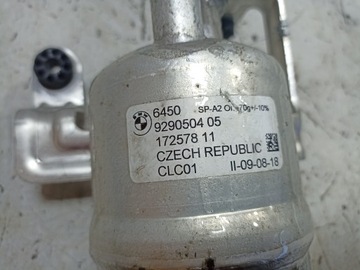 6450 SP-A2 Oil=70g+/-10%
9290504 05
172578 11
CZECH REPUBLIC
CLC01 II-09-08-18